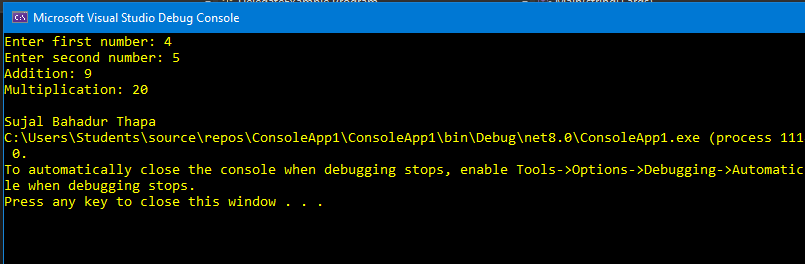 Microsoft Visual Studio Debug Console
Enter first number: 4
Enter second number: 5
Addition: 9
Multiplication: 20
Sujal Bahadur Thapa
C:\Users\Students\source\repos\ConsoleApp1\ConsoleApp1\bin\Debug\net8.0\ConsoleApp1.exe (process 111
0.
To automatically close the console when debugging stops, enable Tools->Options->Debugging->Automatic
le when debugging stops.
Press any key to close this window . . .